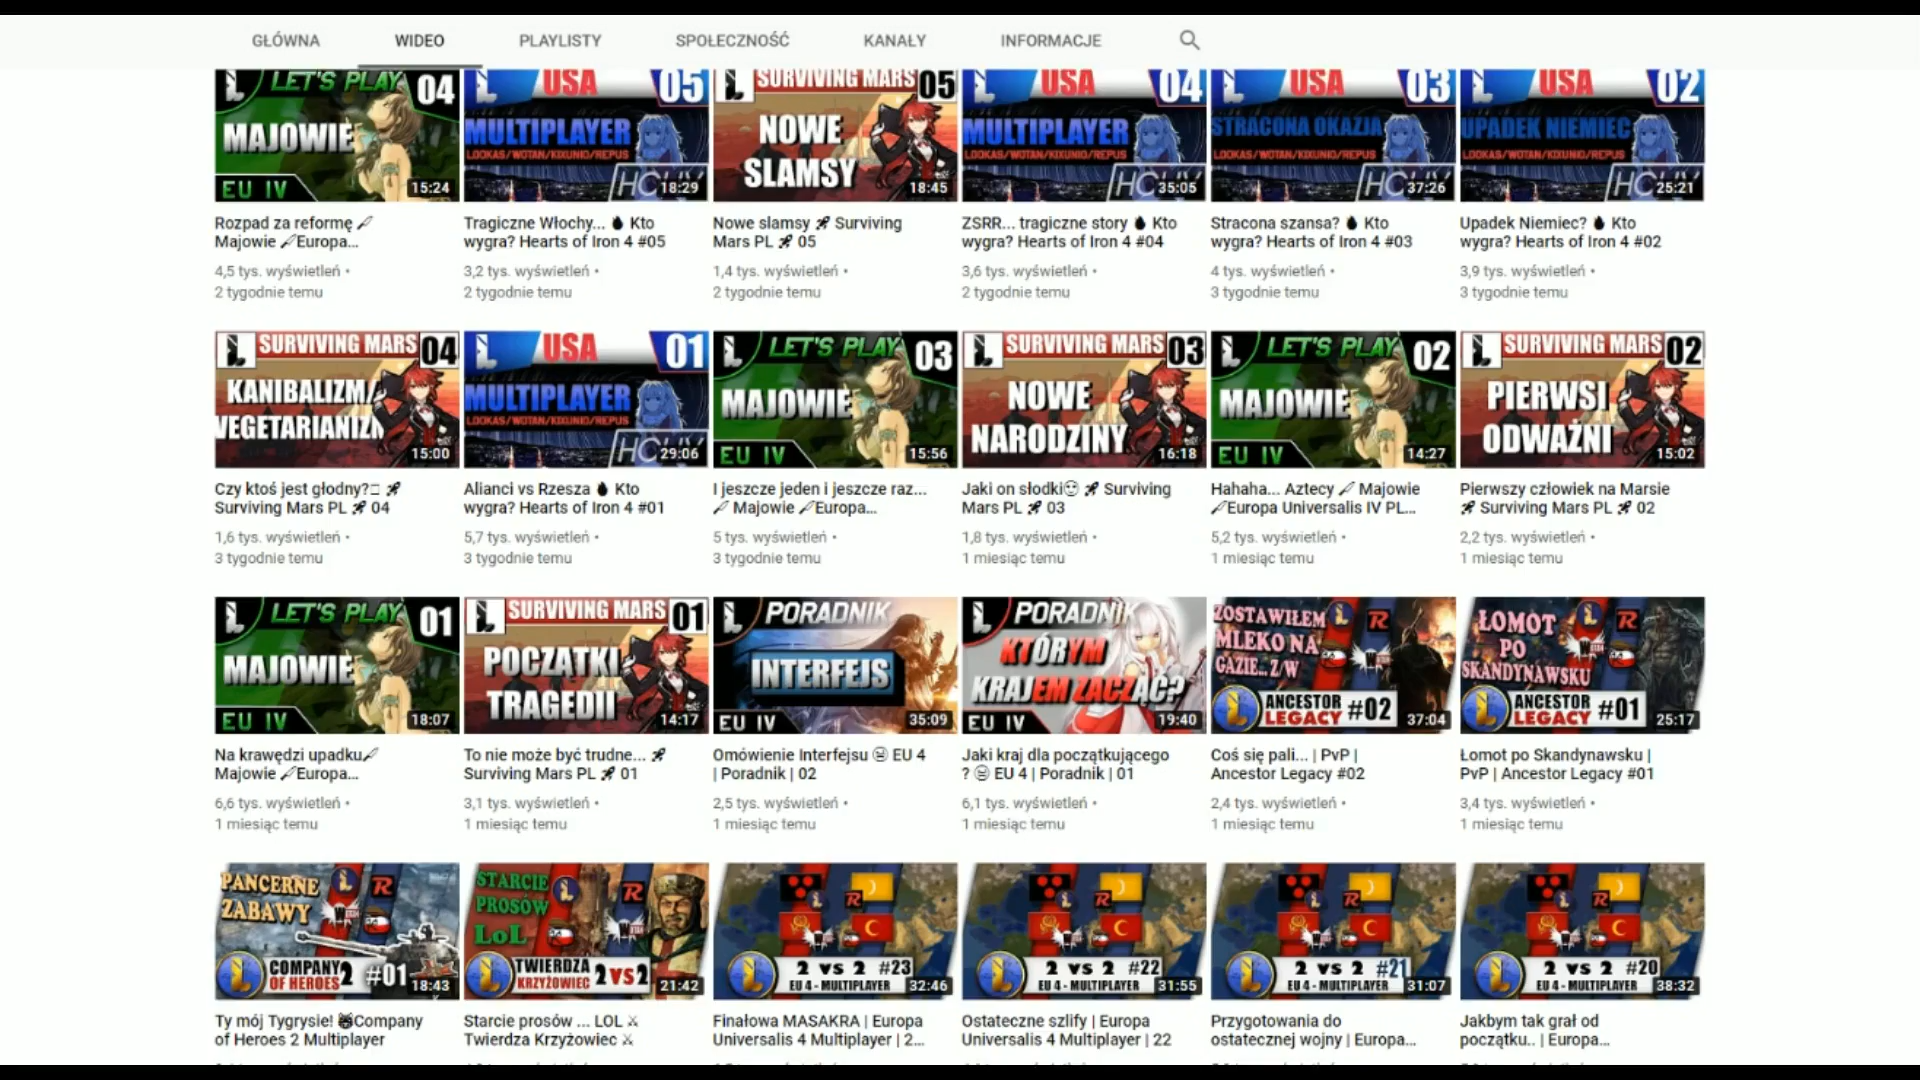 GŁÓWNA WIDEO PLAYLISTY SPOŁECZNOŚĆ KANAŁY INFORMACJE
LET'S PLAY 04
MAJOWIE
EU IV
15:24
USA 05
MULTIPLAYER
LOOKAS/WOTAN/KIXUNIO/REPUS
18:29
SURVIVING MARS 05
NOWE
SLAMSY
18:45
USA 04
MULTIPLAYER
LOOKAS/WOTAN/KIXUNIO/REPUS
35:05
USA 03
STRACONA OKAZJA
LOOKAS/WOTAN/KIXUNIO/REPUS
37:26
USA 02
UPADEK NIEMIEC
LOOKAS/WOTAN/KIXUNIO/REPUS
25:21
Rozpad za reformę
Majowie Europa...
4,5 tys. wyświetleń •
2 tygodnie temu
Tragiczne Włochy... Kto
wygra? Hearts of Iron 4 #05
3,2 tys. wyświetleń •
2 tygodnie temu
Nowe slamsy Surviving
Mars PL 05
1,4 tys. wyświetleń •
2 tygodnie temu
ZSRR... tragiczne story Kto
wygra? Hearts of Iron 4 #04
3,6 tys. wyświetleń •
2 tygodnie temu
Stracona szansa? Kto
wygra? Hearts of Iron 4 #03
4 tys. wyświetleń •
3 tygodnie temu
Upadek Niemiec? Kto
wygra? Hearts of Iron 4 #02
3,9 tys. wyświetleń •
3 tygodnie temu
SURVIVING MARS 04
KANIBALIZM/
VEGETARIANIZM
15:00
USA 01
MULTIPLAYER
LOOKAS/WOTAN/KIXUNIO/REPUS
29:06
LET'S PLAY 03
MAJOWIE
EU IV
15:56
SURVIVING MARS 03
NOWE
NARODZINY
16:18
LET'S PLAY 02
MAJOWIE
EU IV
14:27
SURVIVING MARS 02
PIERWSI
ODWAŻNI
15:02
Czy ktoś jest głodny?
Surviving Mars PL 04
1,6 tys. wyświetleń •
3 tygodnie temu
Alianci vs Rzesza Kto
wygra? Hearts of Iron 4 #01
5,7 tys. wyświetleń •
3 tygodnie temu
I jeszcze jeden i jeszcze raz...
Majowie Europa...
5 tys. wyświetleń •
3 tygodnie temu
Jaki on słodki Surviving
Mars PL 03
1,8 tys. wyświetleń •
1 miesiąc temu
Hahaha... Aztecy Majowie
Europa Universalis IV PL...
5,2 tys. wyświetleń •
1 miesiąc temu
Pierwszy człowiek na Marsie
Surviving Mars PL 02
2,2 tys. wyświetleń •
1 miesiąc temu
LET'S PLAY 01
MAJOWIE
EU IV
18:07
SURVIVING MARS 01
POCZĄTKI
TRAGEDII
14:17
PORADNIK
INTERFEJS
EU IV
35:09
PORADNIK
KTÓRYM
KRAJEM ZACZĄĆ?
EU IV
19:40
ZOSTAWIŁEM
MLEKO NA
GAZIE... Z/W
ANCESTOR
LEGACY #02
37:04
ŁOMOT
PO
SKANDYNAWSKU
ANCESTOR
LEGACY #01
25:17
Na krawędzi upadku
Majowie Europa...
6,6 tys. wyświetleń •
1 miesiąc temu
To nie może być trudne...
Surviving Mars PL 01
3,1 tys. wyświetleń •
1 miesiąc temu
Omówienie Interfejsu EU 4
| Poradnik | 02
2,5 tys. wyświetleń •
1 miesiąc temu
Jaki kraj dla początkującego
? EU 4 | Poradnik | 01
6,1 tys. wyświetleń •
1 miesiąc temu
Coś się pali... | PvP |
Ancestor Legacy #02
2,4 tys. wyświetleń •
1 miesiąc temu
Łomot po Skandynawsku |
PvP | Ancestor Legacy #01
3,4 tys. wyświetleń •
1 miesiąc temu
PANCERNE
ZABAWY
COMPANY
OF HEROES 2 #01
18:43
STARCIE
PROSÓW
LoL
TWIERDZA
KRZYŻOWIEC 2VS2
21:42
2 VS 2 #23
EU 4 - MULTIPLAYER
32:46
2 VS 2 #22
EU 4 - MULTIPLAYER
31:55
2 VS 2 #21
EU 4 - MULTIPLAYER
31:07
2 VS 2 #20
EU 4 - MULTIPLAYER
38:32
Ty mój Tygrysie! Company
of Heroes 2 Multiplayer
Starcie prosów ... LOL
Twierdza Krzyżowiec
Finałowa MASAKRA | Europa
Universalis 4 Multiplayer | 2...
Ostateczne szlify | Europa
Universalis 4 Multiplayer | 22
Przygotowania do
ostatecznej wojny | Europa...
Jakbym tak grał od
początku.. | Europa...